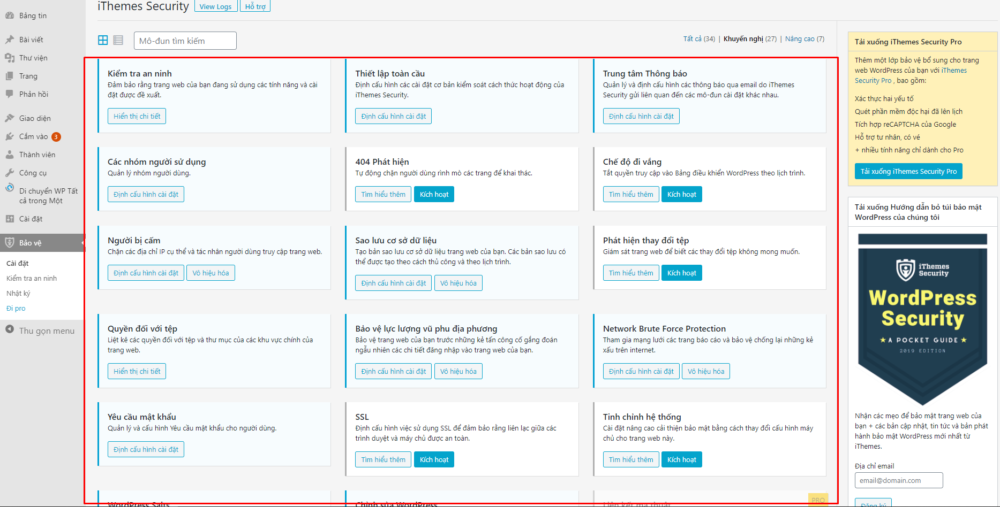 iThemes Security
View Logs
Hỗ trợ
Bảng tin
Bài viết
Thư viện
Trang
Phản hồi
Giao diện
Cắm vào 3
Thành viên
Công cụ
Di chuyển WP Tất
cả trong Một
Cài đặt
Bảo vệ
Cài đặt
Kiểm tra an ninh
Nhật ký
Đi pro
Thu gọn menu
Mô-đun tìm kiếm
Tất cả (34) | Khuyến nghị (27) | Nâng cao (7)
Kiểm tra an ninh
Đảm bảo rằng trang web của bạn đang sử dụng các tính năng và cài
đặt được đề xuất.
Hiển thị chi tiết
Thiết lập toàn cầu
Định cấu hình các cài đặt cơ bản kiểm soát cách thức hoạt động của
iThemes Security.
Định cấu hình cài đặt
Trung tâm Thông báo
Quản lý và định cấu hình các thông báo qua email do iThemes
Security gửi liên quan đến các mô-đun cài đặt khác nhau.
Định cấu hình cài đặt
Các nhóm người sử dụng
Quản lý nhóm người dùng.
Định cấu hình cài đặt
404 Phát hiện
Tự động chặn người dùng rình mò các trang để khai thác.
Tìm hiểu thêm
Kích hoạt
Chế độ đi vắng
Tắt quyền truy cập vào Bảng điều khiển WordPress theo lịch trình.
Tìm hiểu thêm
Kích hoạt
Người bị cấm
Chặn các địa chỉ IP cụ thể và tác nhân người dùng truy cập trang web.
Định cấu hình cài đặt
Vô hiệu hóa
Sao lưu cơ sở dữ liệu
Tạo bản sao lưu cơ sở dữ liệu trang web của bạn. Các bản sao lưu có
thể được tạo theo cách thủ công và theo lịch trình.
Định cấu hình cài đặt
Vô hiệu hóa
Phát hiện thay đổi tệp
Giám sát trang web để biết các thay đổi tệp không mong muốn.
Tìm hiểu thêm
Kích hoạt
Quyền đối với tệp
Liệt kê các quyền đối với tệp và thư mục của các khu vực chính của
trang web.
Hiển thị chi tiết
Bảo vệ lực lượng vũ phu địa phương
Bảo vệ trang web của bạn trước những kẻ tấn công cố gắng đoán
ngẫu nhiên các chi tiết đăng nhập vào trang web của bạn.
Định cấu hình cài đặt
Vô hiệu hóa
Network Brute Force Protection
Tham gia mạng lưới các trang báo cáo và bảo vệ chống lại những kẻ
xấu trên internet.
Định cấu hình cài đặt
Vô hiệu hóa
Yêu cầu mật khẩu
Quản lý và cấu hình Yêu cầu mật khẩu cho người dùng.
Định cấu hình cài đặt
SSL
Định cấu hình việc sử dụng SSL để đảm bảo rằng liên lạc giữa các
trình duyệt và máy chủ được an toàn.
Tìm hiểu thêm
Kích hoạt
Tinh chỉnh hệ thống
Cài đặt nâng cao cải thiện bảo mật bằng cách thay đổi cấu hình máy
chủ cho trang web này.
Tìm hiểu thêm
Kích hoạt
WordPress Salts
Chỉnh sửa WordPress
PRO
Tải xuống iThemes Security Pro
Thêm một lớp bảo vệ bổ sung cho trang
web WordPress của bạn với iThemes
Security Pro , bao gồm:
Xác thực hai yếu tố
Quét phần mềm độc hại đã lên lịch
Tích hợp reCAPTCHA của Google
Hỗ trợ tư nhân, có vé
+ nhiều tính năng chỉ dành cho Pro
Tải xuống iThemes Security Pro
Tải xuống Hướng dẫn bỏ túi bảo mật
WordPress của chúng tôi
iThemes
Security
WordPress
Security
★ A POCKET GUIDE ★
2019 EDITION
Nhận các mẹo để bảo mật trang web của
bạn + các bản cập nhật, tin tức và bản phát
hành bảo mật WordPress mới nhất từ
iThemes.
Địa chỉ email
email@domain.com
Đăng ký